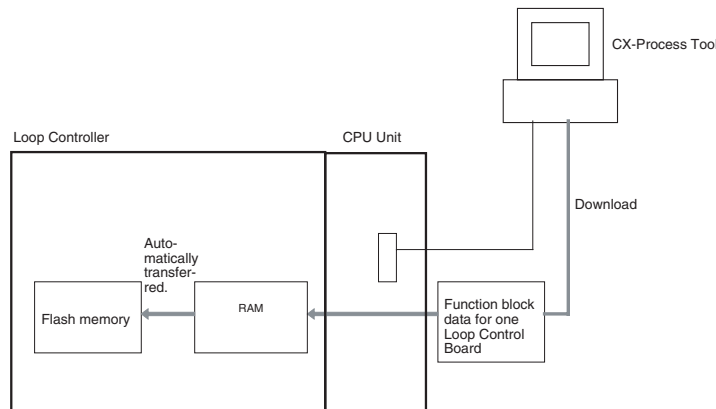 CX-Process Tool
Loop Controller
CPU Unit
Download
Auto-
matically
transfer-
red.
Flash memory
RAM
Function block
data for one
Loop Control
Board